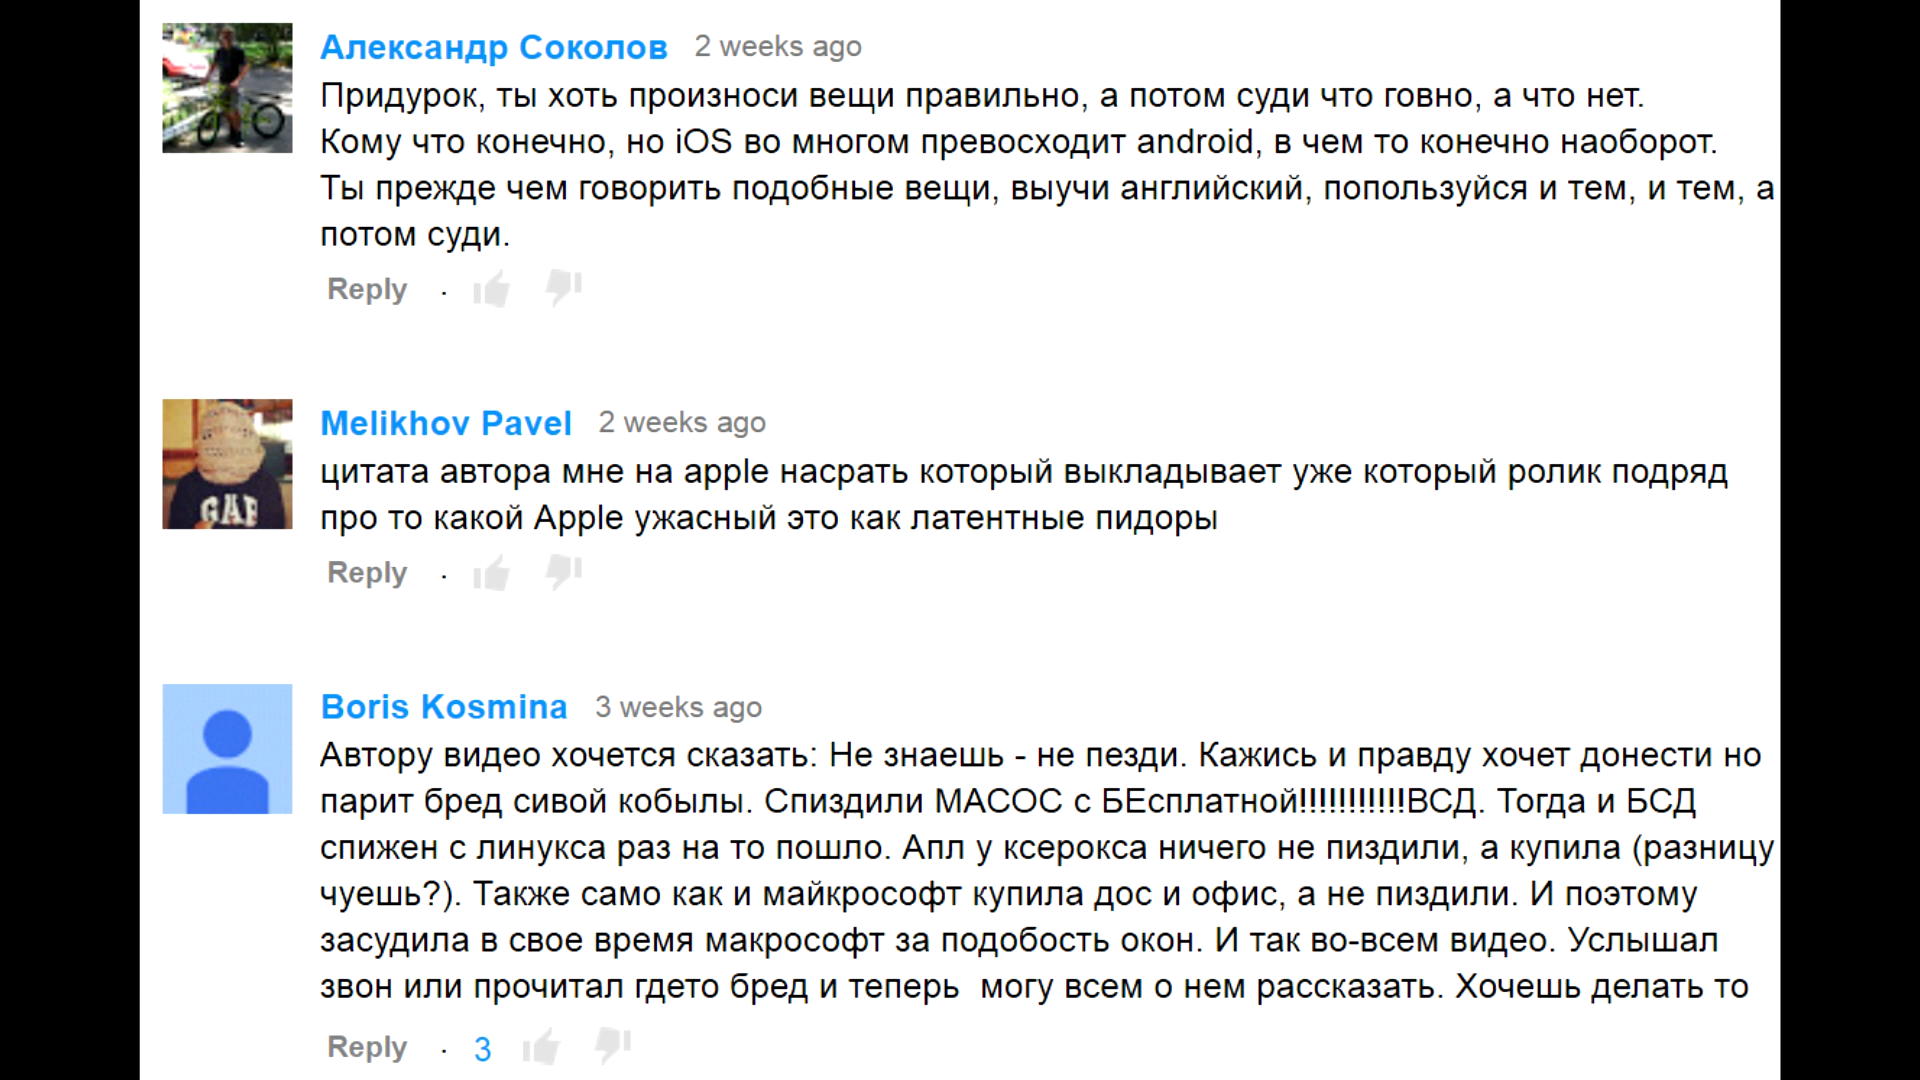 Александр Соколов 2 weeks ago
Придурок, ты хоть произноси вещи правильно, а потом суди что говно, а что нет.
Кому что конечно, но iOS во многом превосходит android, в чем то конечно наоборот.
Ты прежде чем говорить подобные вещи, выучи английский, попользуйся и тем, и тем, а
потом суди.
Reply ·
Melikhov Pavel 2 weeks ago
цитата автора мне на apple насрать который выкладывает уже который ролик подряд
про то какой Apple ужасный это как латентные пидоры
GAP
Reply ·
Boris Kosmina 3 weeks ago
Автору видео хочется сказать: Не знаешь - не пезди. Кажись и правду хочет донести но
парит бред сивой кобылы. Спиздили МАСОС с БЕсплатной!!!!!!!!!!!ВСД. Тогда и БСД
спижен с линукса раз на то пошло. Апл у ксерокса ничего не пиздили, а купила (разницу
чуешь?). Также само как и майкрософт купила дос и офис, а не пиздили. И поэтому
засудила в свое время макрософт за подобость окон. И так во-всем видео. Услышал
звон или прочитал гдето бред и теперь  могу всем о нем рассказать. Хочешь делать то
Reply · 3